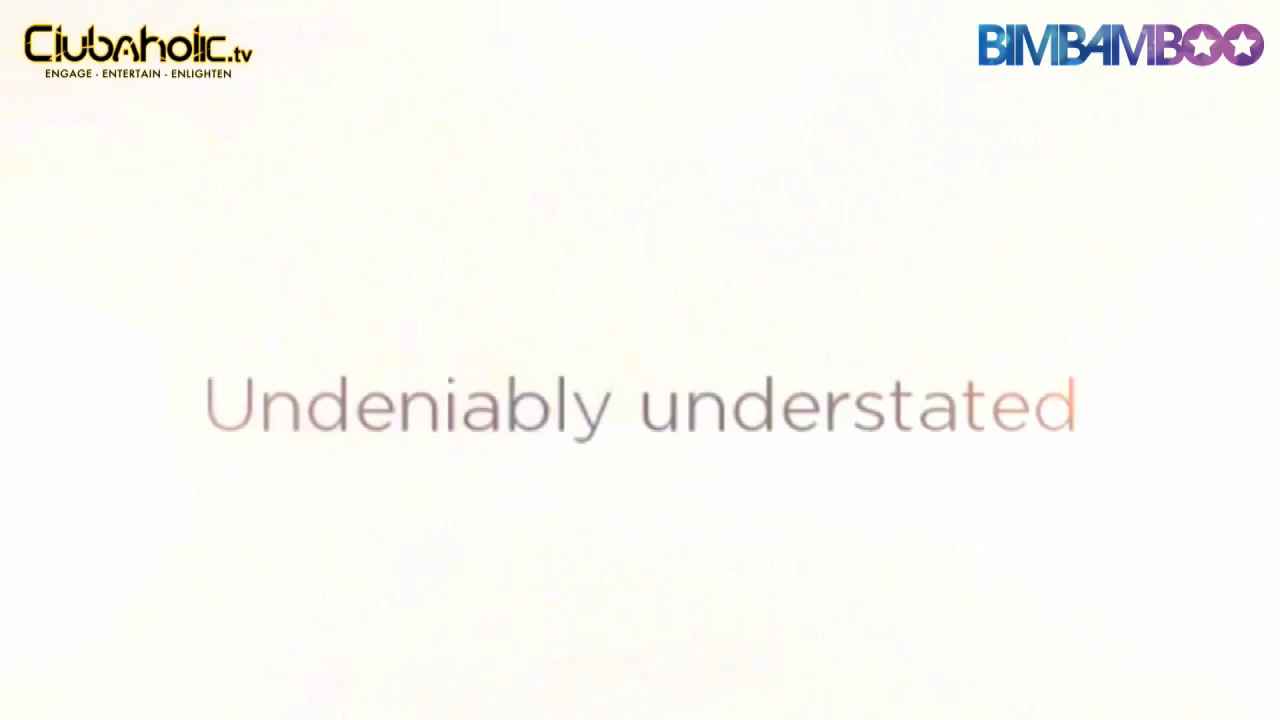 Clubaholic.tv
ENGAGE - ENTERTAIN - ENLIGHTEN
BIMBAMBOO
Undeniably understated